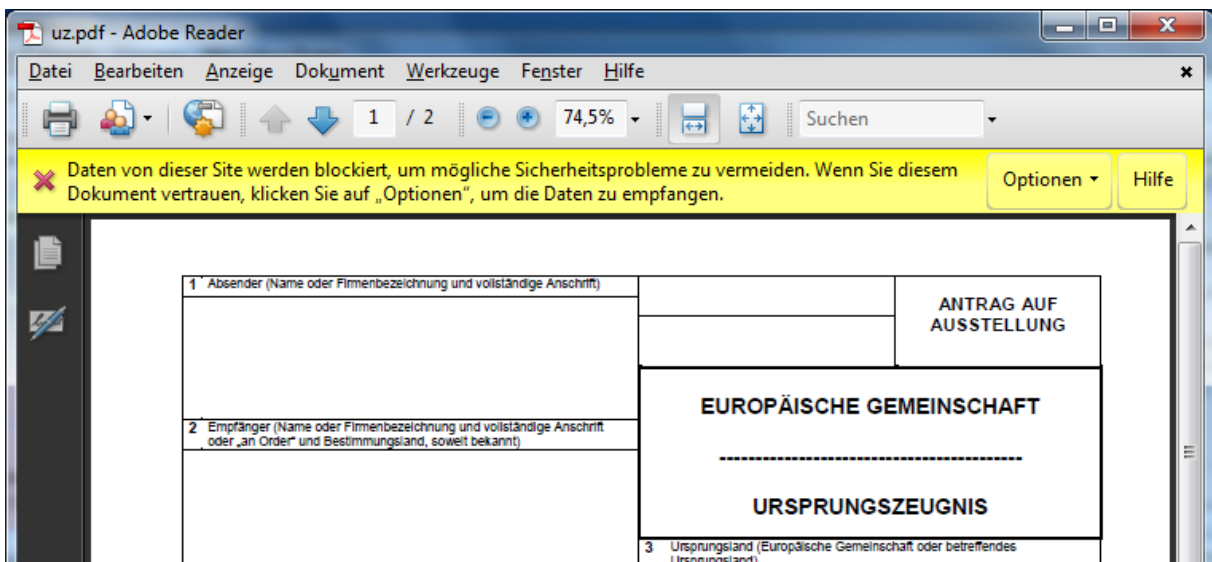 uz.pdf - Adobe Reader
Datei Bearbeiten Anzeige Dokument Werkzeuge Fenster Hilfe
1 / 2 74,5% Suchen
Daten von dieser Site werden blockiert, um mögliche Sicherheitsprobleme zu vermeiden. Wenn Sie diesem
Dokument vertrauen, klicken Sie auf „Optionen“, um die Daten zu empfangen.
Optionen Hilfe
1 Absender (Name oder Firmenbezeichnung und vollständige Anschrift)
ANTRAG AUF
AUSSTELLUNG
EUROPÄISCHE GEMEINSCHAFT
------------------------------------------
URSPRUNGSZEUGNIS
2 Empfänger (Name oder Firmenbezeichnung und vollständige Anschrift
oder „an Order“ und Bestimmungsland, soweit bekannt)
3 Ursprungsland (Europäische Gemeinschaft oder betreffendes
Ursprungsland)